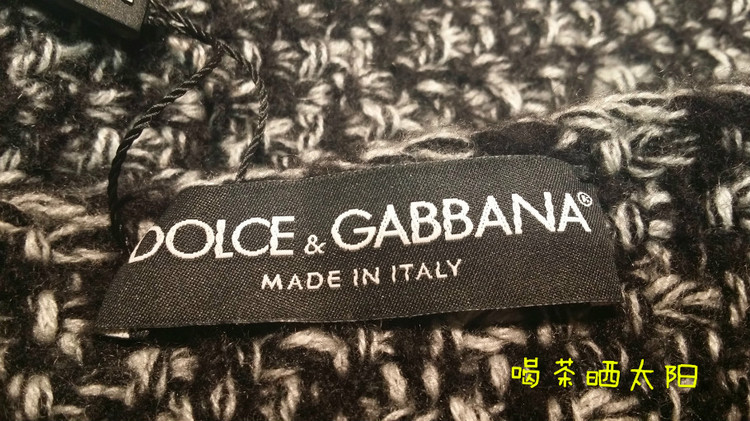 DOLCE & GABBANA®
MADE IN ITALY
喝茶晒太阳